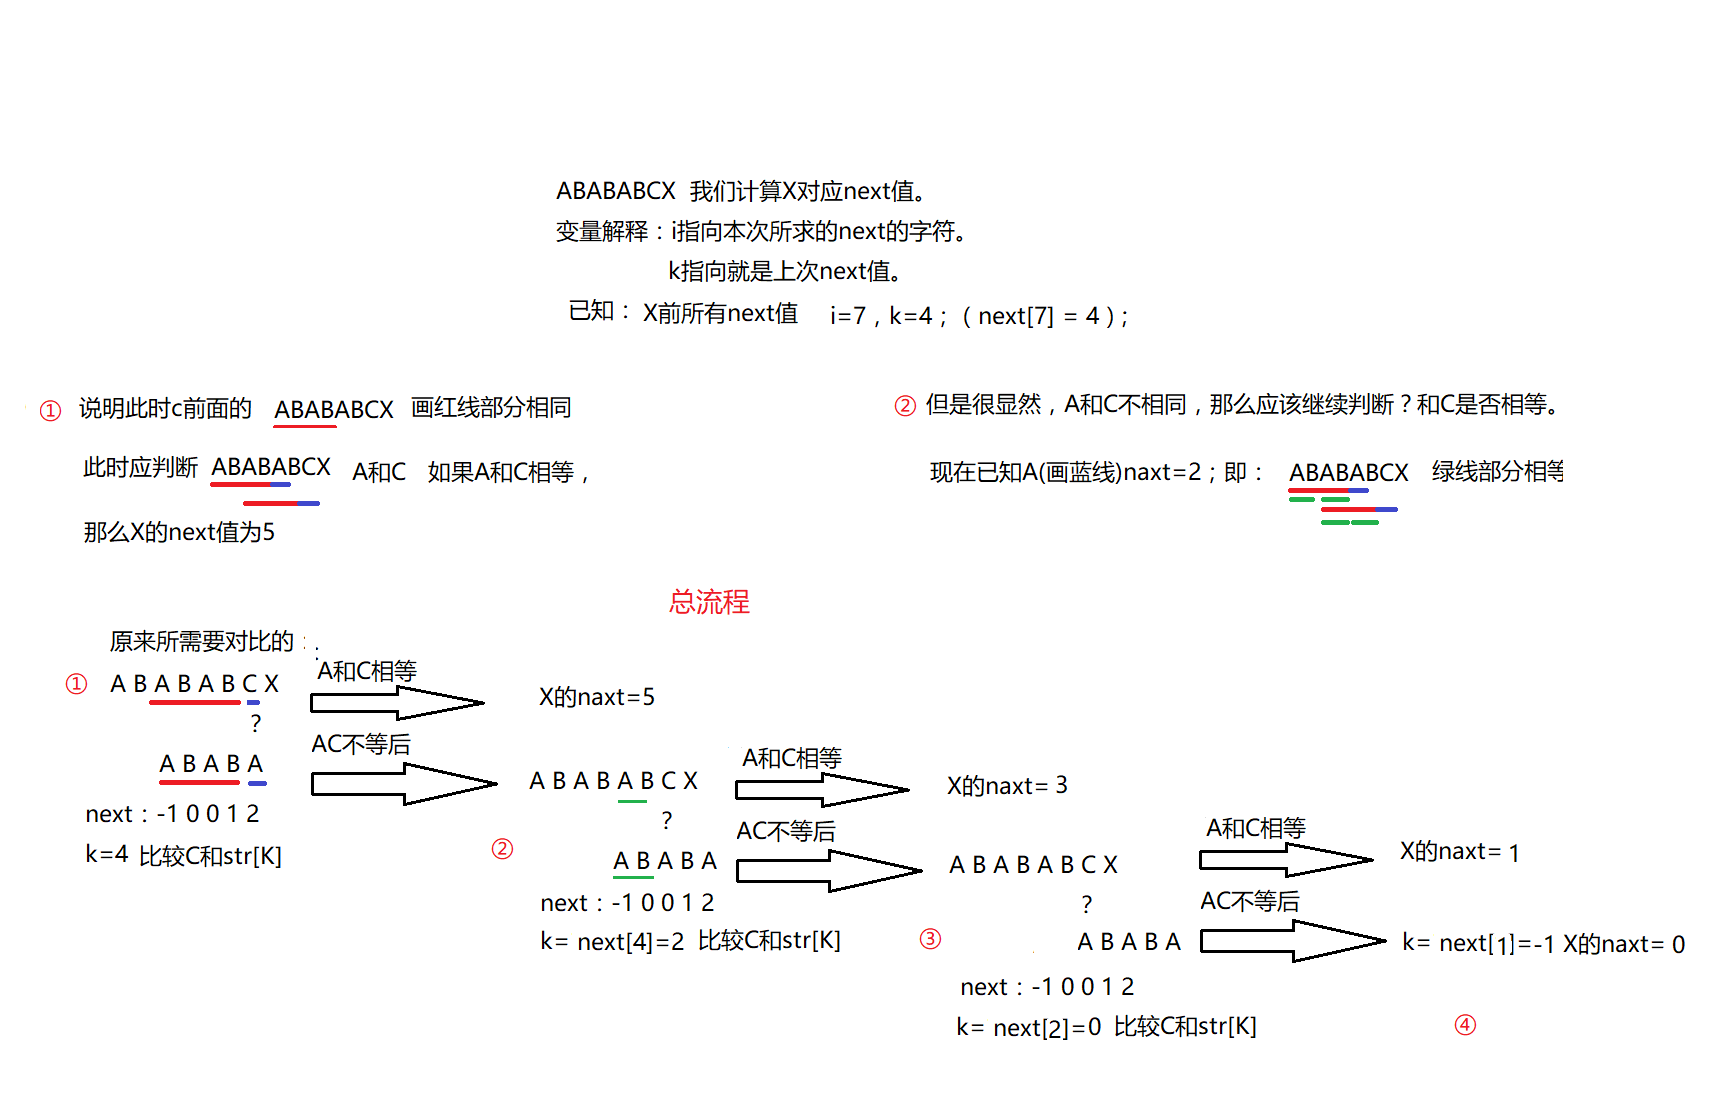 ABABABCX 我们计算X对应next值。
变量解释：i指向本次所求的next的字符。
k指向就是上次next值。
已知： X前所有next值 i=7，k=4；（next[7] = 4）；
① 说明此时c前面的 ABABABCX 画红线部分相同
此时应判断 ABABABCX A和C 如果A和C相等，
那么X的next值为5
② 但是很显然，A和C不相同，那么应该继续判断？和C是否相等。
现在已知A(画蓝线)naxt=2；即： ABABABCX 绿线部分相等
总流程
原来所需要对比的：
① A B A B A B C X
?
A B A B A
next：-1 0 0 1 2
k=4 比较C和str[K]
A和C相等
X的naxt=5
AC不等后
A B A B A B C X
?
② A B A B A
next：-1 0 0 1 2
k= next[4]=2 比较C和str[K]
A和C相等
X的naxt= 3
AC不等后
A B A B A B C X
?
③ A B A B A
next：-1 0 0 1 2
k= next[2]=0 比较C和str[K]
A和C相等
X的naxt= 1
AC不等后
k= next[1]=-1 X的naxt= 0
④